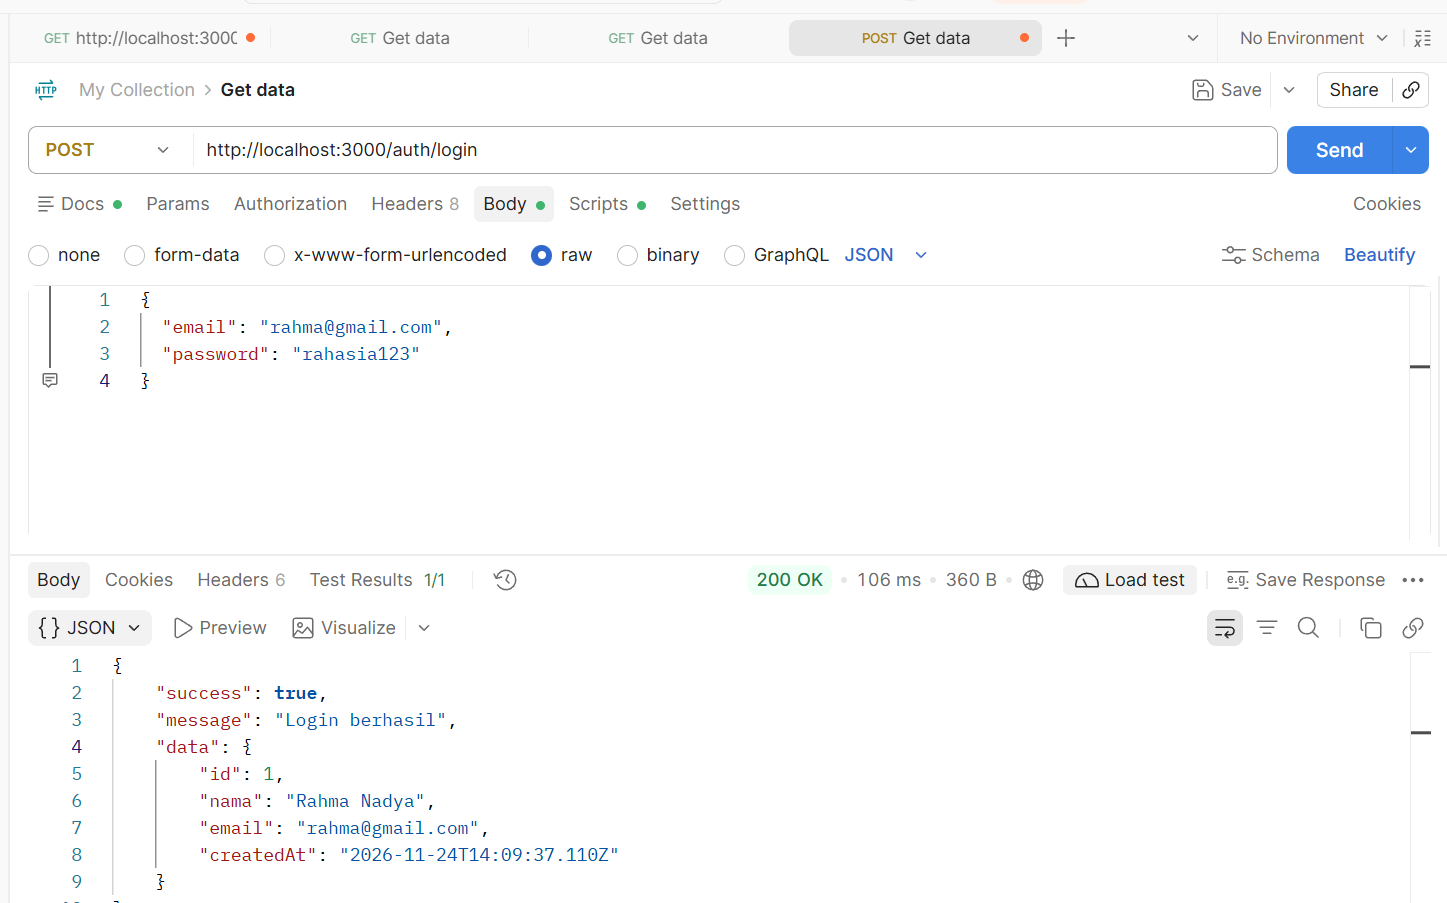 GET http://localhost:3000 GET Get data GET Get data POST Get data No Environment
HTTP My Collection > Get data Save Share
POST http://localhost:3000/auth/login Send
Docs Params Authorization Headers 8 Body Scripts Settings Cookies
none form-data x-www-form-urlencoded raw binary GraphQL JSON Schema Beautify
1 {
2 "email": "rahma@gmail.com",
3 "password": "rahasia123"
4 }
Body Cookies Headers 6 Test Results 1/1 200 OK 106 ms 360 B Load test e.g. Save Response
{} JSON Preview Visualize
1 {
2 "success": true,
3 "message": "Login berhasil",
4 "data": {
5 "id": 1,
6 "nama": "Rahma Nadya",
7 "email": "rahma@gmail.com",
8 "createdAt": "2026-11-24T14:09:37.110Z"
9 }